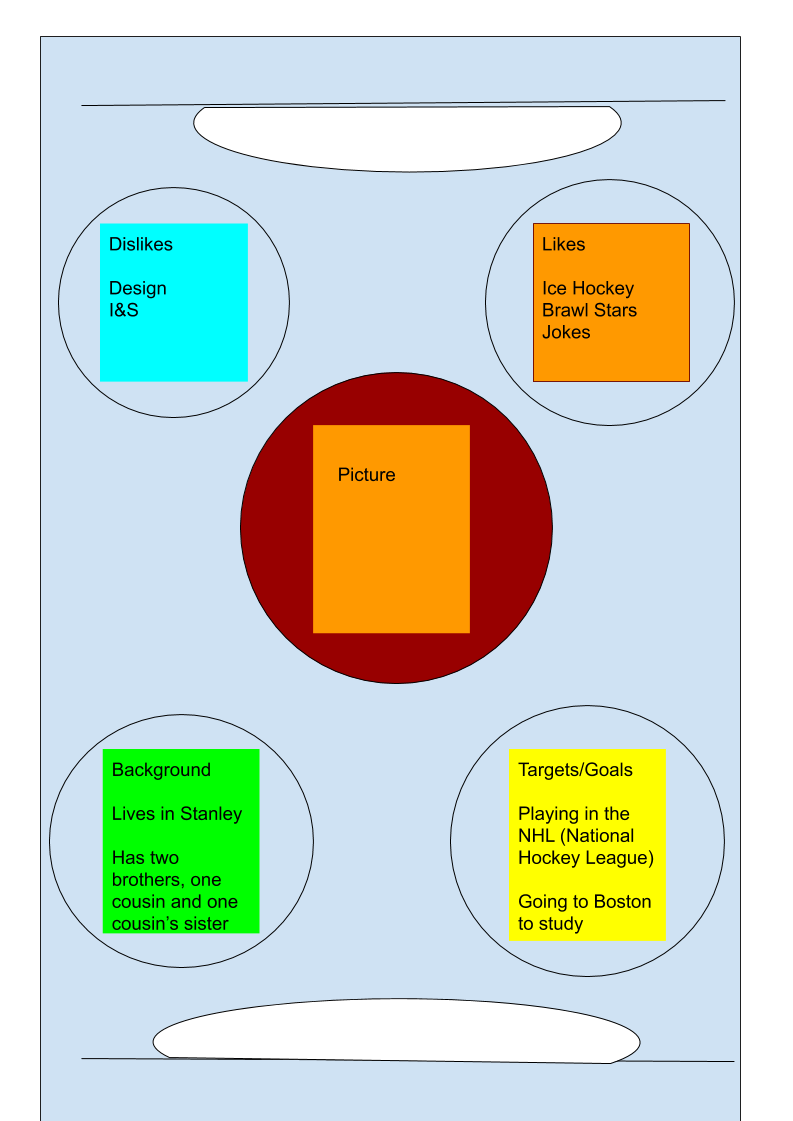 Dislikes
Design
I&S
Likes
Ice Hockey
Brawl Stars
Jokes
Picture
Background
Lives in Stanley
Has two
brothers, one
cousin and one
cousin’s sister
Targets/Goals
Playing in the
NHL (National
Hockey League)
Going to Boston
to study